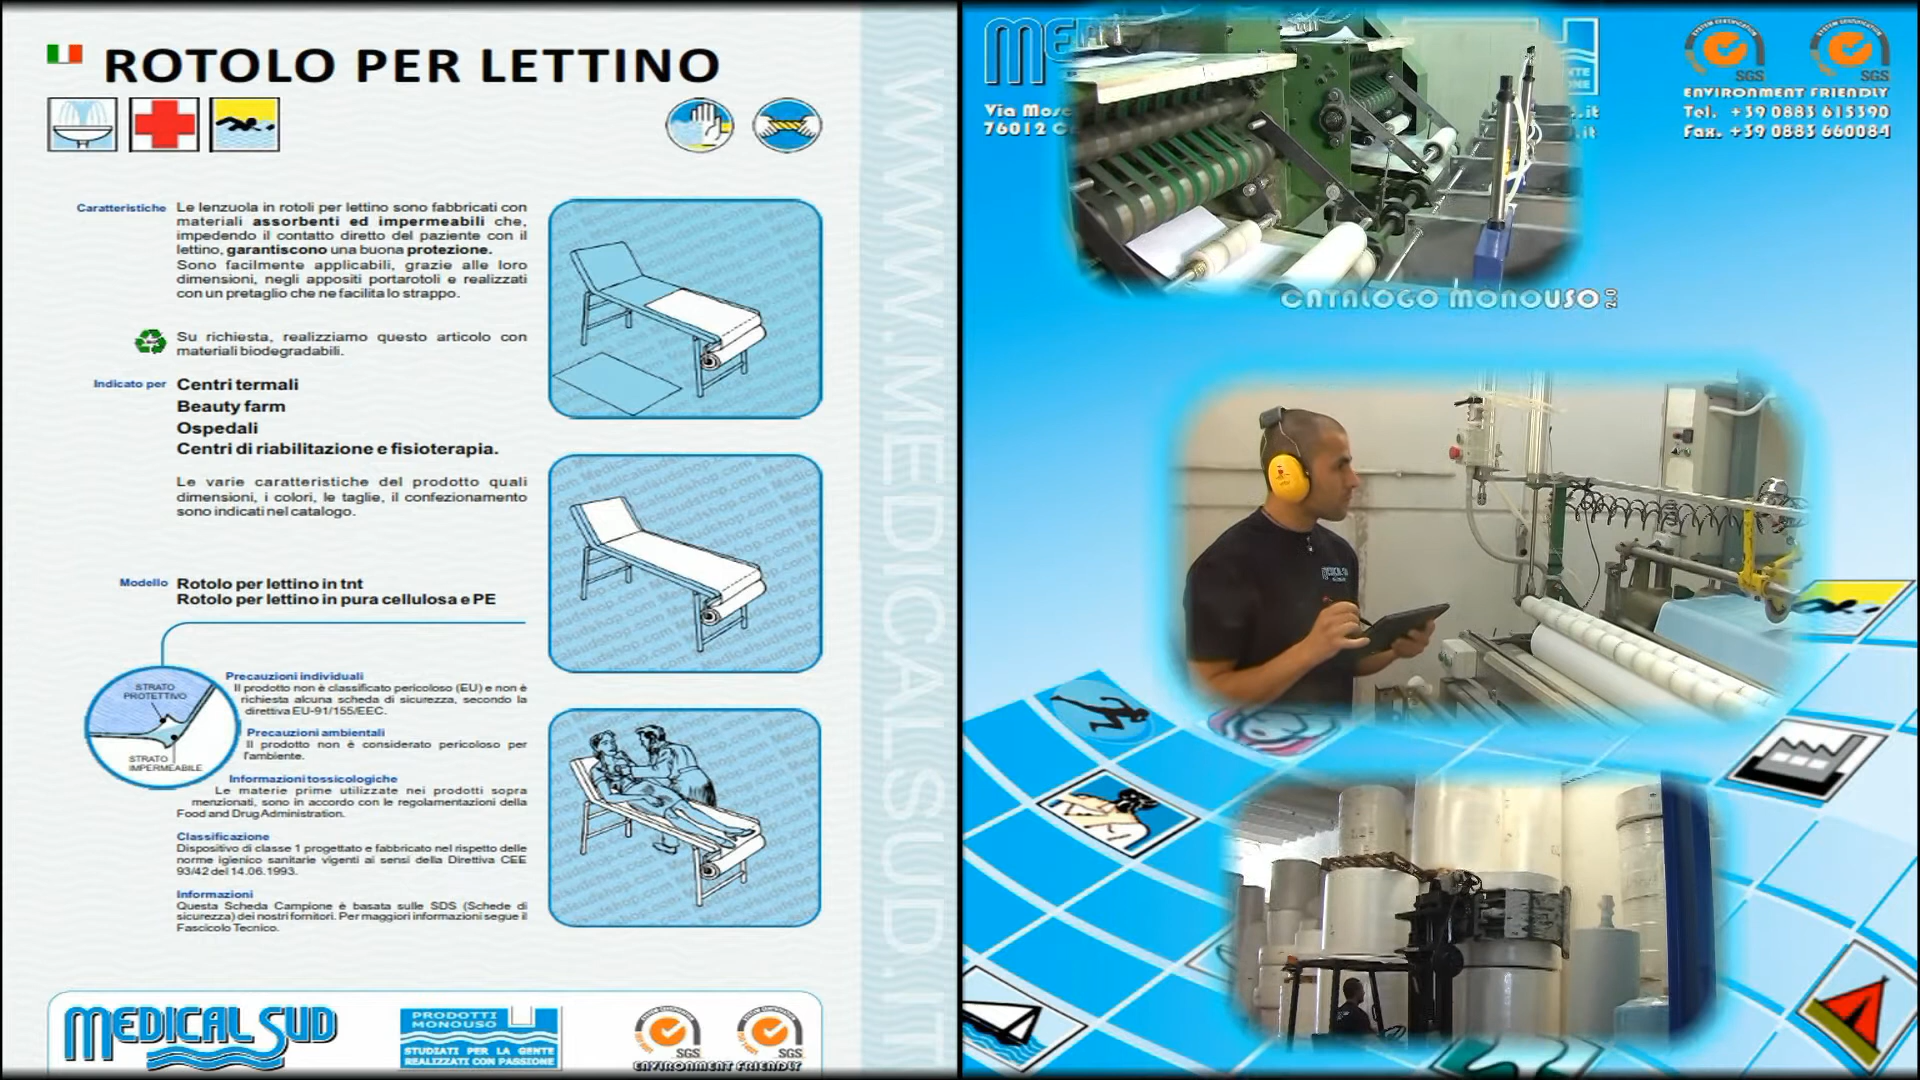 ROTOLO PER LETTINO
Caratteristiche
Le lenzuola in rotoli per lettino sono fabbricati con
materiali assorbenti ed impermeabili che,
impedendo il contatto diretto del paziente con il
lettino, garantiscono una buona protezione.
Sono facilmente applicabili, grazie alle loro
dimensioni, negli appositi portarotoli e realizzati
con un pretaglio che ne facilita lo strappo.
Su richiesta, realizziamo questo articolo con
materiali biodegradabili.
Indicato per
Centri termali
Beauty farm
Ospedali
Centri di riabilitazione e fisioterapia.
Le varie caratteristiche del prodotto quali
dimensioni, i colori, le taglie, il confezionamento
sono indicati nel catalogo.
Modello
Rotolo per lettino in tnt
Rotolo per lettino in pura cellulosa e PE
STRATO
PROTETTIVO
STRATO
IMPERMEABILE
Precauzioni individuali
Il prodotto non è classificato pericoloso (EU) e non è
richiesta alcuna scheda di sicurezza, secondo la
direttiva EU-91/155/EEC.
Precauzioni ambientali
Il prodotto non è considerato pericoloso per
l'ambiente.
Informazioni tossicologiche
Le materie prime utilizzate nei prodotti sopra
menzionati, sono in accordo con le regolamentazioni della
Food and Drug Administration.
Classificazione
Dispositivo di classe 1 progettato e fabbricato nel rispetto delle
norme igienico sanitarie vigenti ai sensi della Direttiva CEE
93/42 del 14.06.1993.
Informazioni
Questa Scheda Campione è basata sulle SDS (Schede di
sicurezza) dei nostri fornitori. Per maggiori informazioni segue il
Fascicolo Tecnico.
MEDICAL SUD
PRODOTTI
MONOUSO
STUDIATI PER LA GENTE
REALIZZATI CON PASSIONE
SGS SGS
ENVIRONMENT FRIENDLY
WWW.MEDICALSUD.IT
Via
76012
SGS SGS
ENVIRONMENT FRIENDLY
Tel. +39 0883 615390
Fax. +39 0883 660084
CATALOGO MONOUSO 2.0